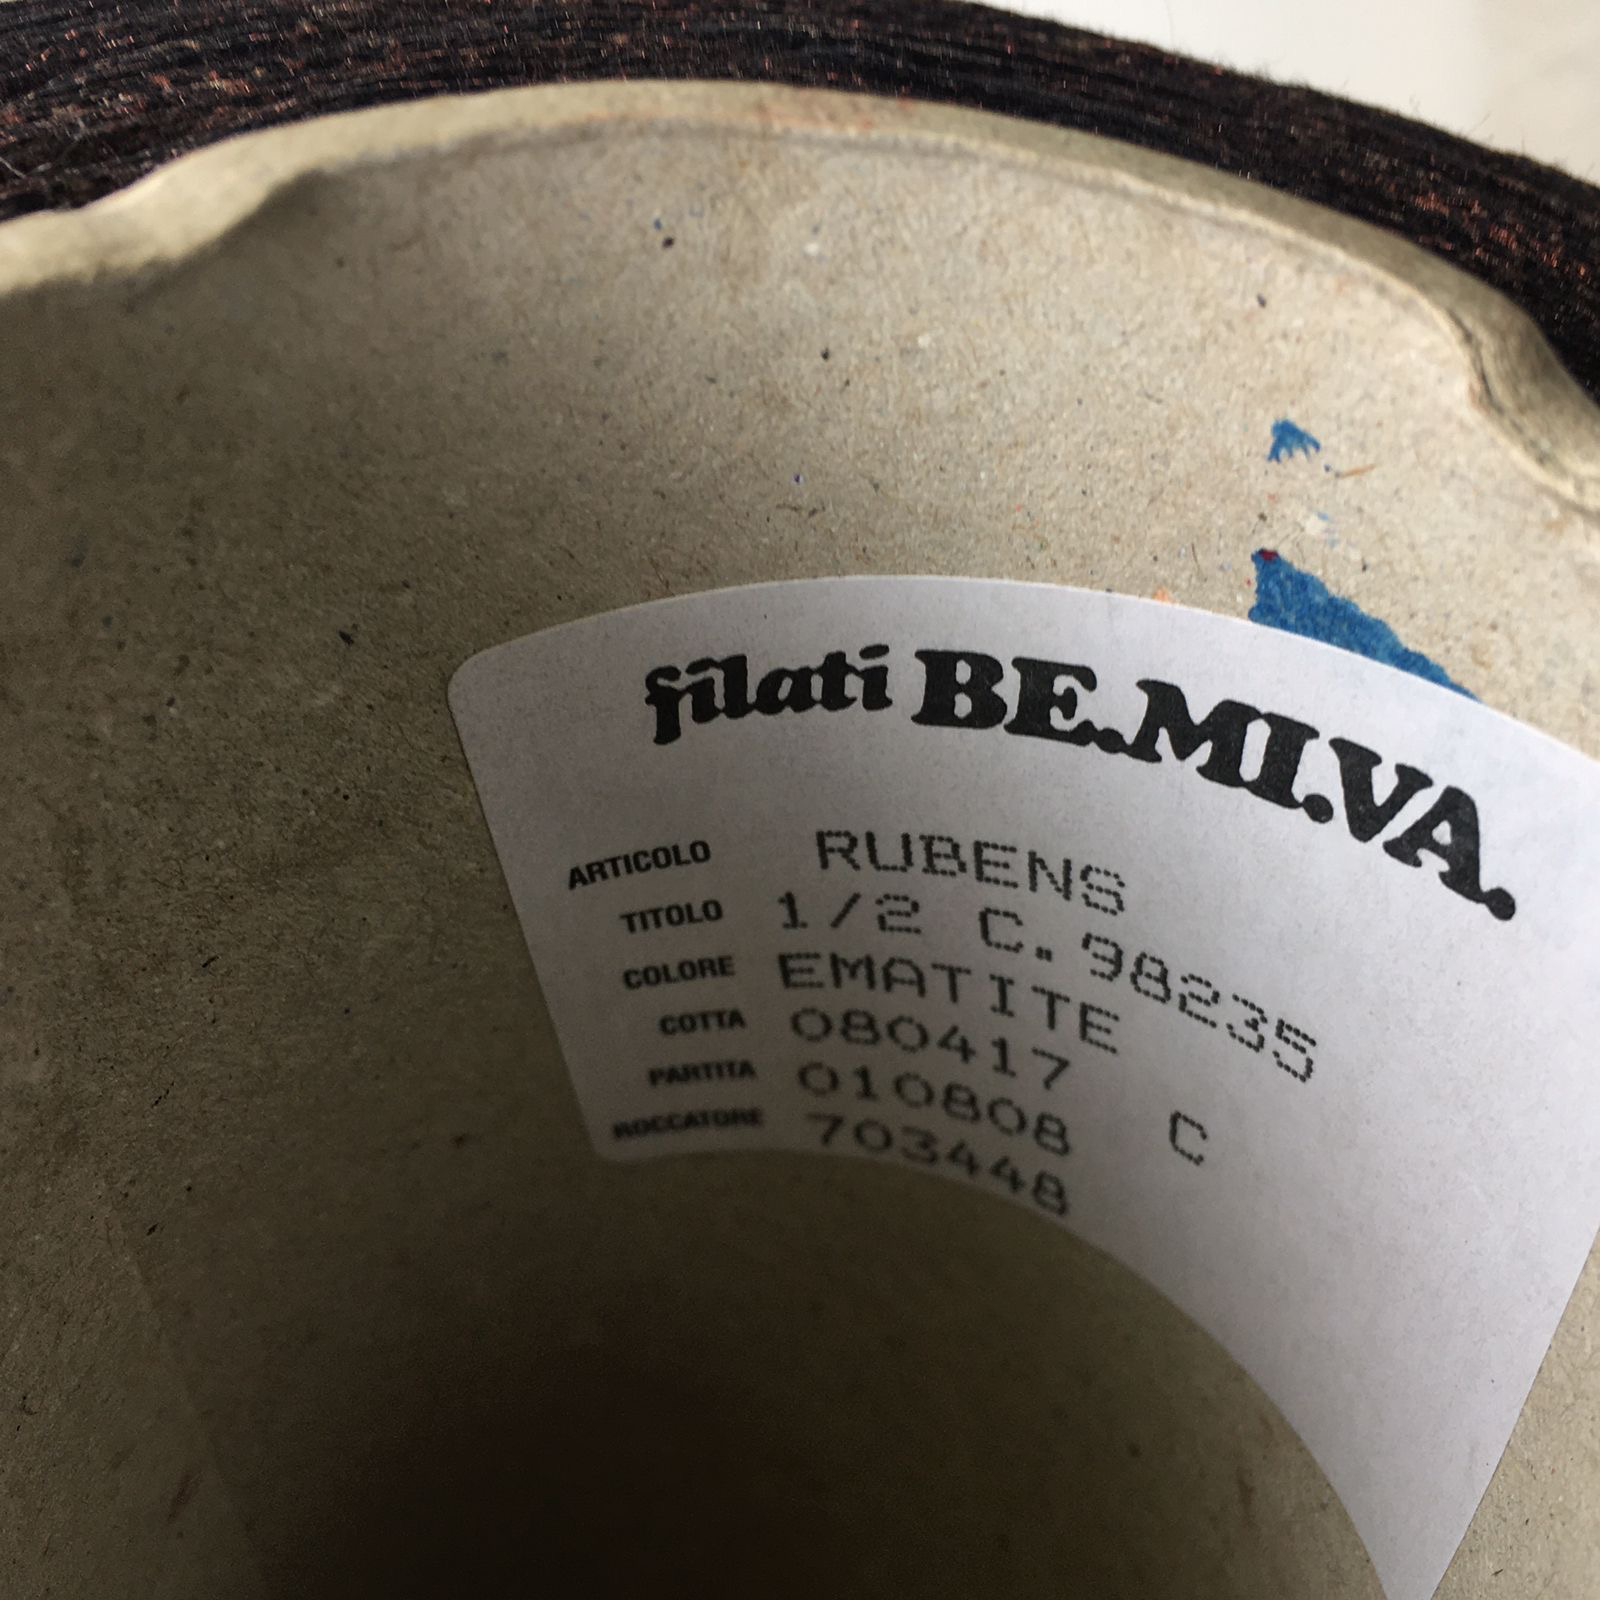 filati BE.MI.VA.
ARTICOLO RUBENS
TITOLO 1/2 C.98235
COLORE EMATITE
COTTA 080417
PARTITA 010808 C
ROCCATORE 703448